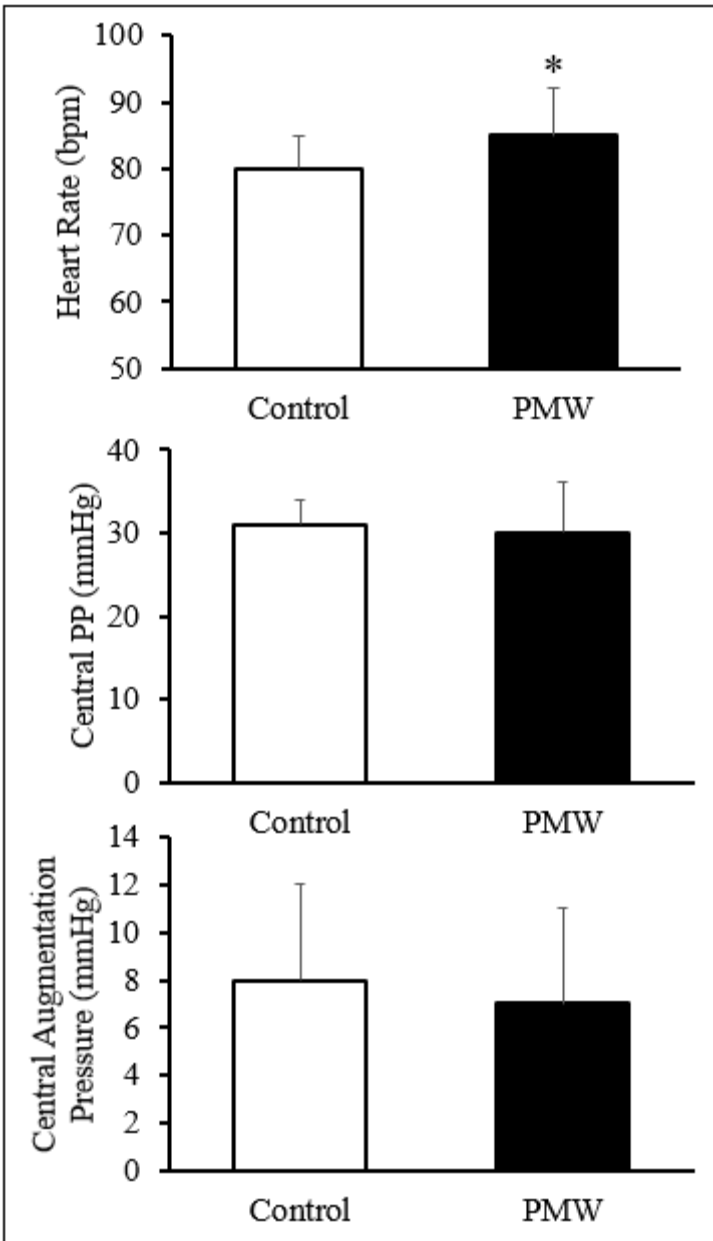 100
90
80
70
60
50
Heart Rate (bpm)
*
Control PMW
40
30
20
10
0
Central PP (mmHg)
Control PMW
14
12
10
8
6
4
2
0
Central Augmentation
Pressure (mmHg)
Control PMW